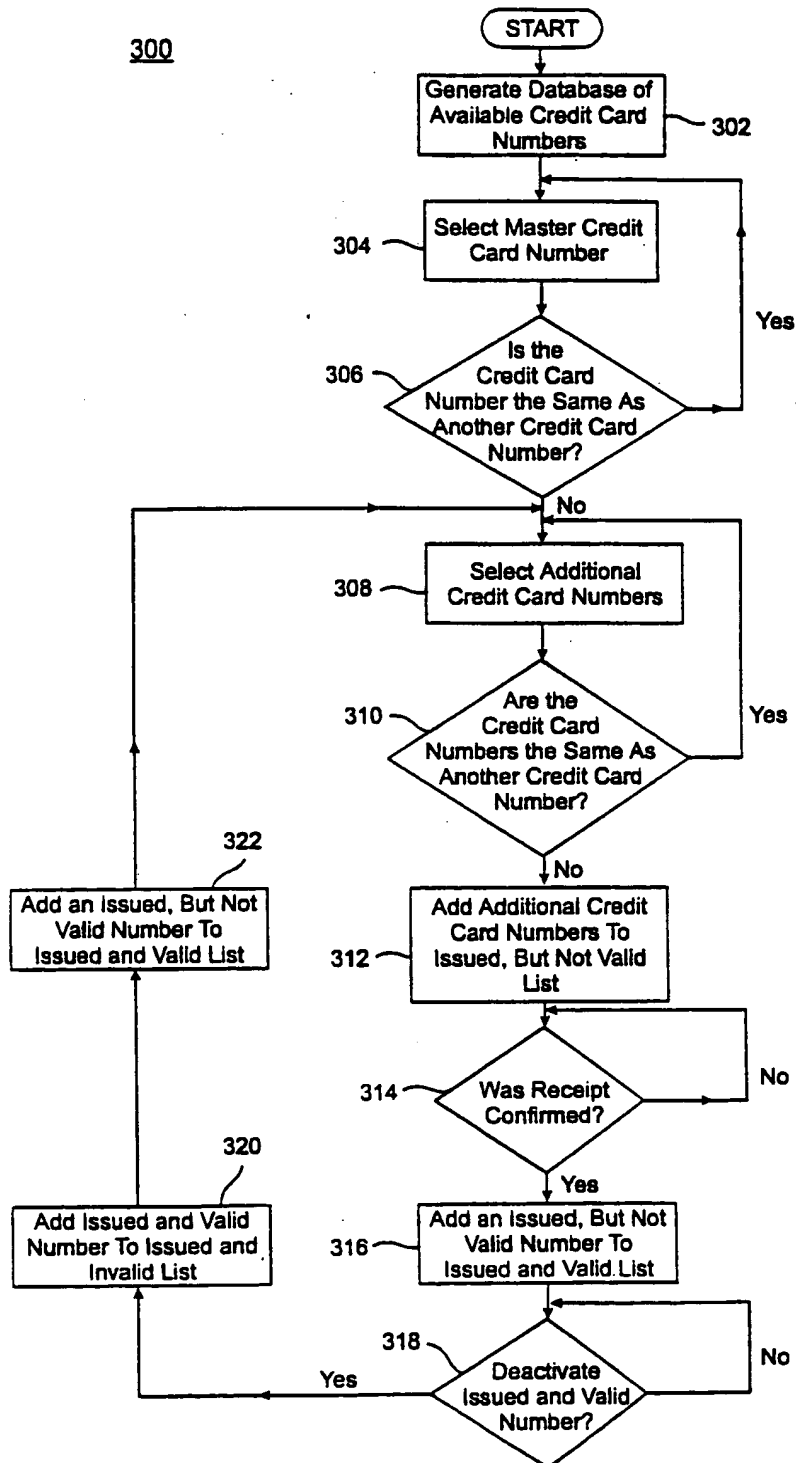 300
START
Generate Database of
Available Credit Card
Numbers
302
304
Select Master Credit
Card Number
Yes
306
Is the
Credit Card
Number the Same As
Another Credit Card
Number?
No
308
Select Additional
Credit Card Numbers
310
Are the
Credit Card
Numbers the Same As
Another Credit Card
Number?
Yes
No
322
Add an Issued, But Not
Valid Number To
Issued and Valid List
312
Add Additional Credit
Card Numbers To
Issued, But Not Valid
List
314
Was Receipt
Confirmed?
No
Yes
320
Add Issued and Valid
Number To Issued and
Invalid List
316
Add an Issued, But Not
Valid Number To
Issued and Valid List
318
Deactivate
Issued and Valid
Number?
No
Yes